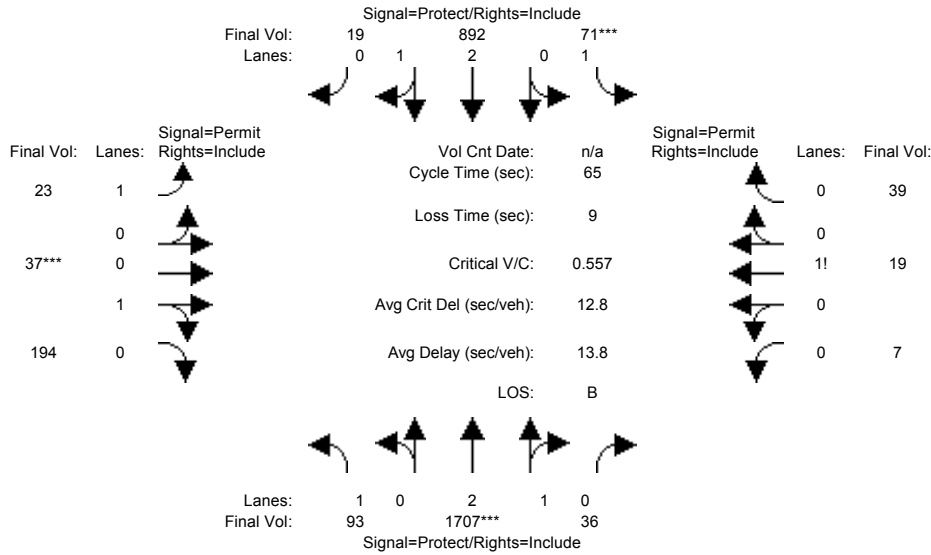 Signal=Protect/Rights=Include
Final Vol: 19 892 71***
Lanes: 0 1 2 0 1
Signal=Permit Signal=Permit
Final Vol: Lanes: Rights=Include Vol Cnt Date: n/a Rights=Include Lanes: Final Vol:
Cycle Time (sec): 65
23 1 0 39
Loss Time (sec): 9
0 0
37*** 0 Critical V/C: 0.557 1! 19
1 Avg Crit Del (sec/veh): 12.8 0
194 0 Avg Delay (sec/veh): 13.8 0 7
LOS: B
Lanes: 1 0 2 1 0
Final Vol: 93 1707*** 36
Signal=Protect/Rights=Include